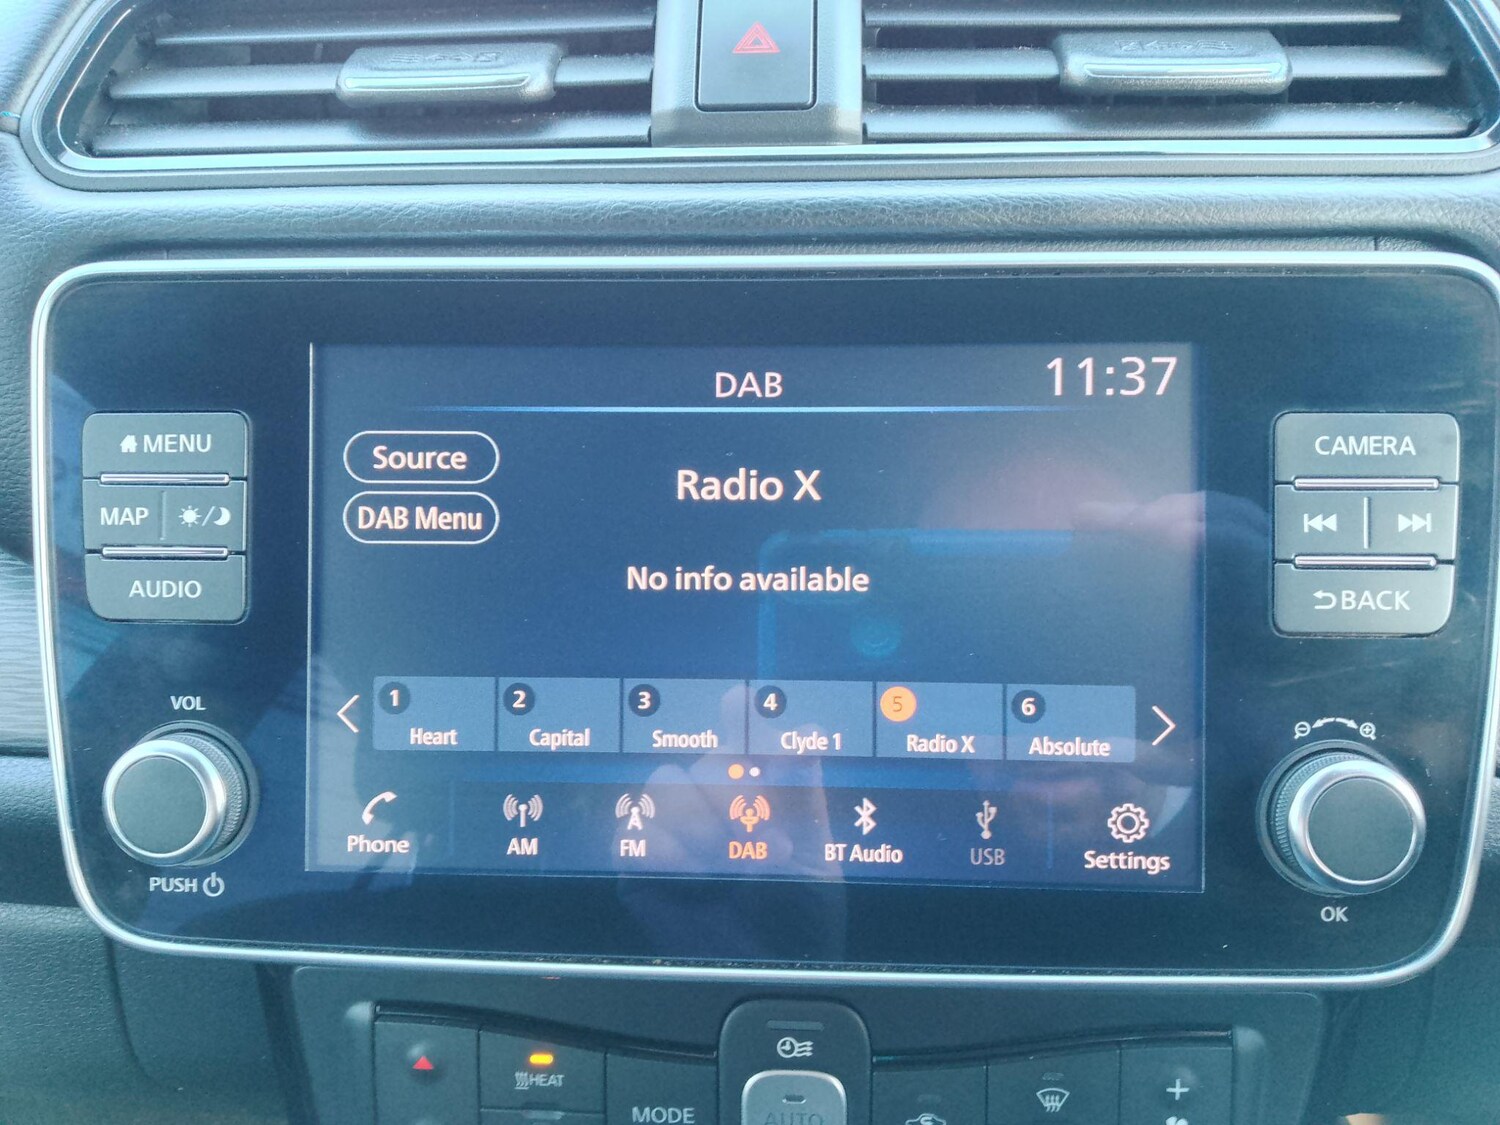 DAB
11:37
MENU
Source
Radio X
CAMERA
MAP
DAB Menu
AUDIO
No info available
BACK
VOL
1
2
3
4
5
6
Heart
Capital
Smooth
Clyde 1
Radio X
Absolute
Phone
AM
FM
DAB
BT Audio
USB
Settings
PUSH
OK
HEAT
MODE
AUTO